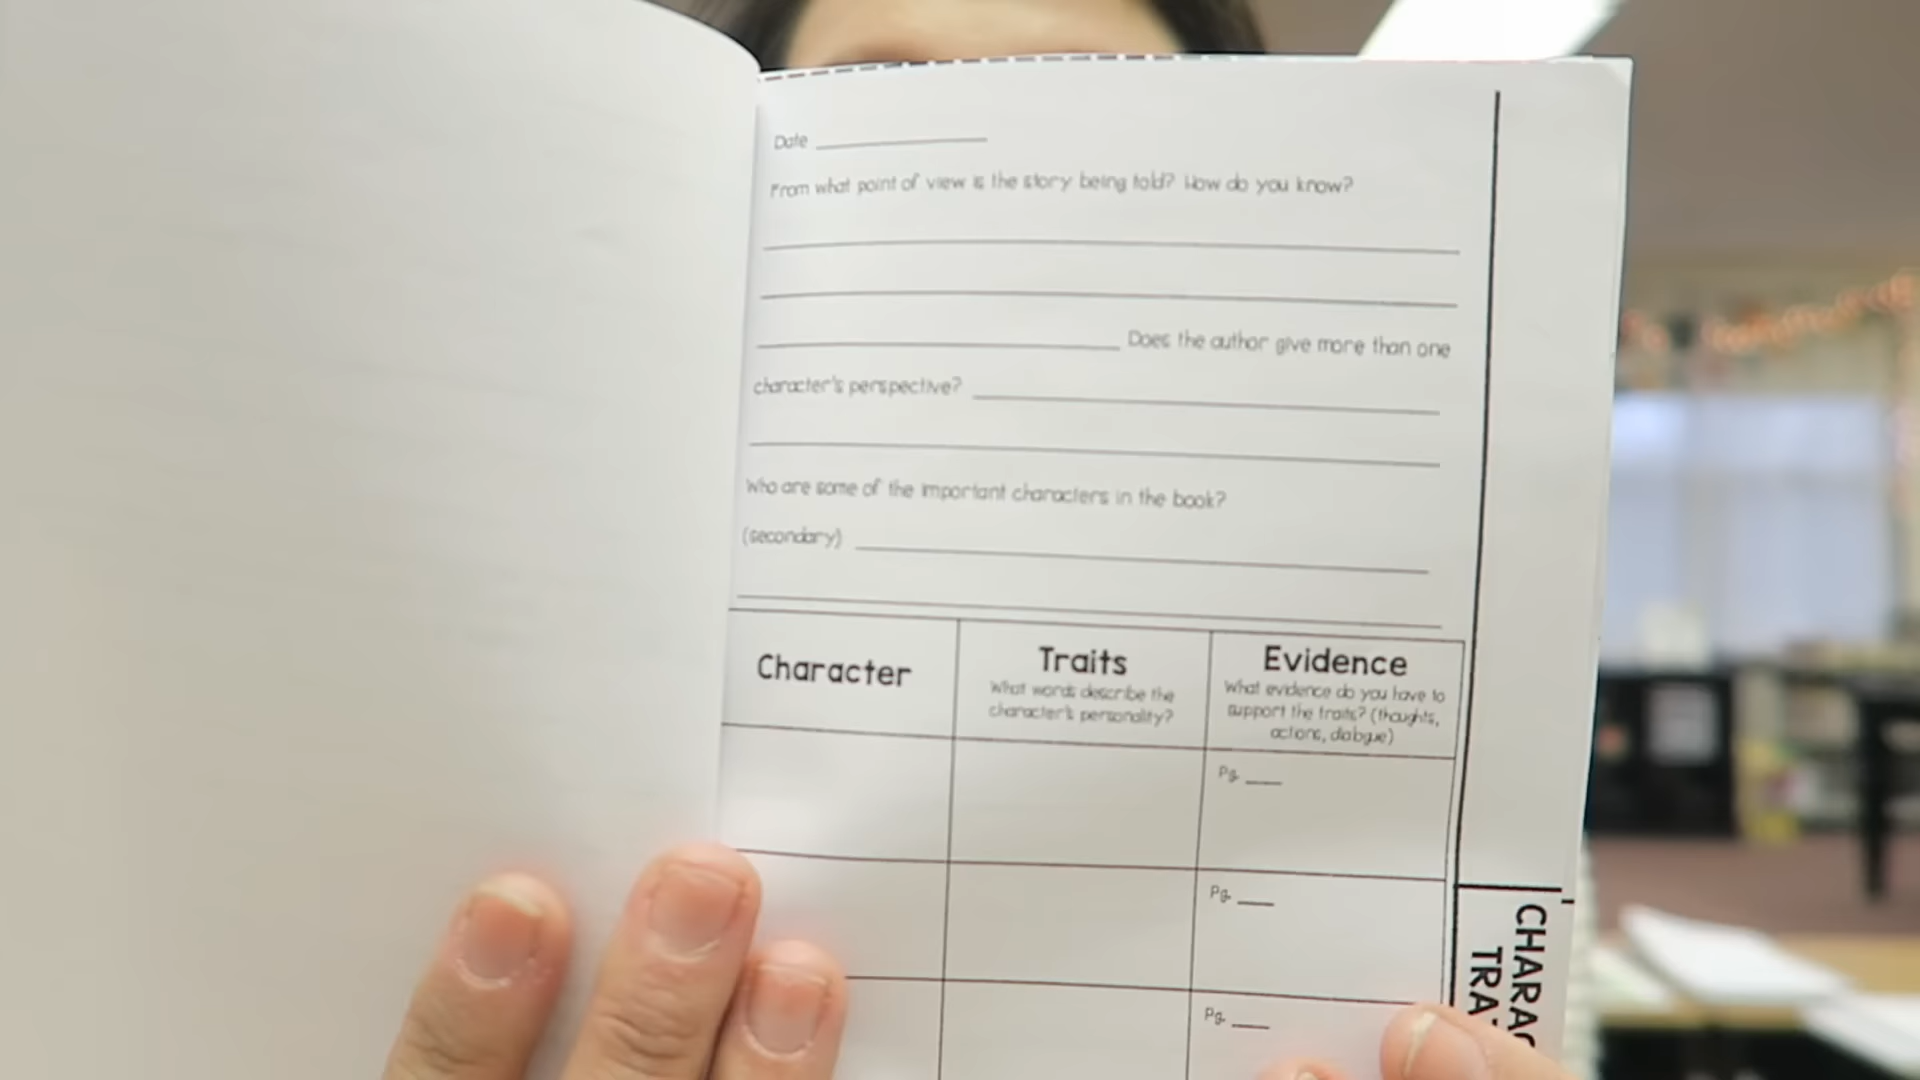 Date
From what point of view is the story being told? How do you know?
Does the author give more than one
character's perspective?
Who are some of the important characters in the book?
(secondary)
Character
Traits
What words describe the
character's personality?
Evidence
What evidence do you have to
support the traits? (thoughts,
actions, dialogue)
Pg.
Pg.
Pg.
CHARAC
TRA